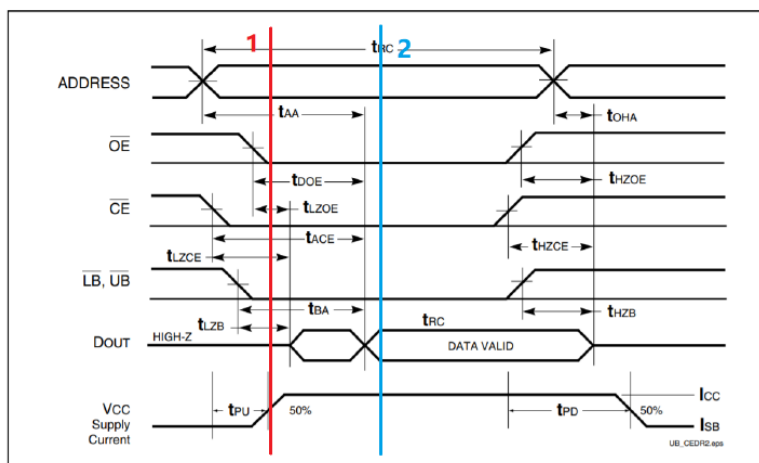 1
2
tRC
ADDRESS
tAA
tOHA
OE
tDOE
tHZOE
tLZOE
CE
tACE
tLZCE
tHZCE
LB, UB
tBA
tHZB
tLZB
tRC
DOUT
HIGH-Z
DATA VALID
ICC
tPU
50%
tPD
50%
VCC
Supply
Current
ISB
UB_CEDR2.eps